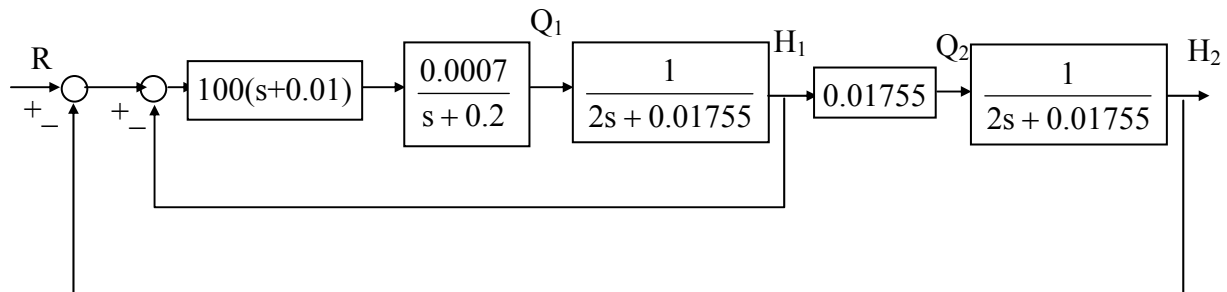 R
+
−
+
−
100(s+0.01)
0.0007
s + 0.2
Q₁
1
2s + 0.01755
H₁
0.01755
Q₂
1
2s + 0.01755
H₂